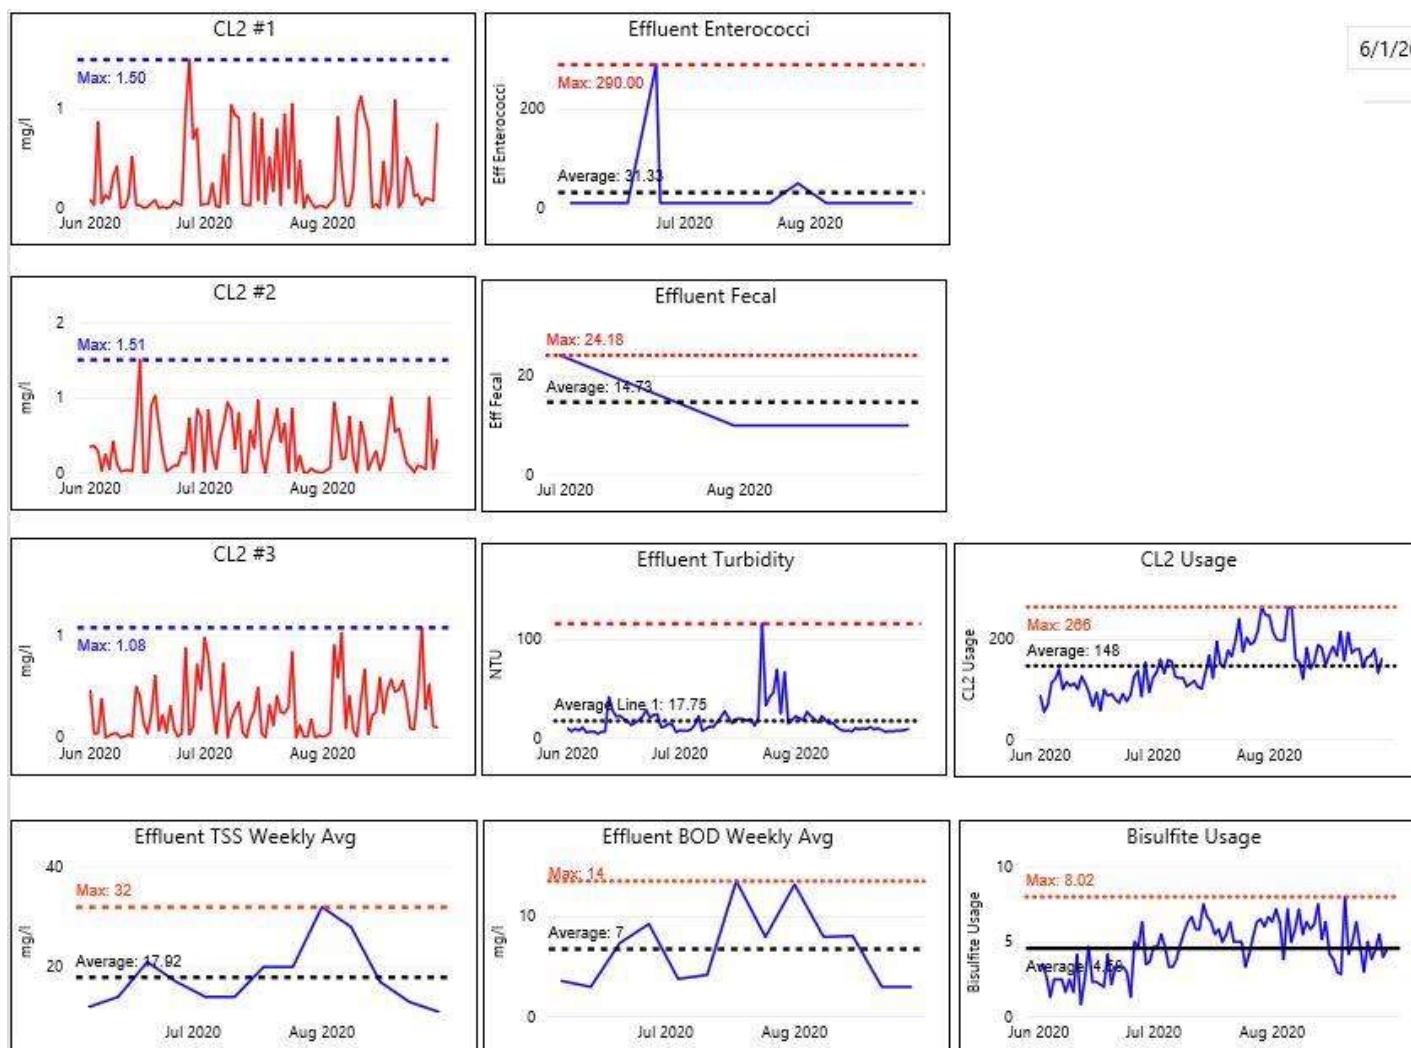 CL2 #1
Max: 1.50
1
mg/l
0
Jun 2020 Jul 2020 Aug 2020
Effluent Enterococci
Max: 290.00
200
Eff Enterococci
Average: 31.33
0
Jul 2020 Aug 2020
6/1/20
CL2 #2
2
Max: 1.51
1
mg/l
0
Jun 2020 Jul 2020 Aug 2020
Effluent Fecal
Max: 24.18
20
Average: 14.73
Eff Fecal
0
Jul 2020 Aug 2020
CL2 #3
1
Max: 1.08
mg/l
0
Jun 2020 Jul 2020 Aug 2020
Effluent Turbidity
100
NTU
Average Line 1: 17.75
0
Jun 2020 Jul 2020 Aug 2020
CL2 Usage
Max: 266
200
Average: 148
CL2 Usage
0
Jun 2020 Jul 2020 Aug 2020
Effluent TSS Weekly Avg
40
Max: 32
mg/l
Average: 17.92
20
Jul 2020 Aug 2020
Effluent BOD Weekly Avg
Max: 14
10
Average: 7
mg/l
0
Jul 2020 Aug 2020
Bisulfite Usage
10
Max: 8.02
5
Average: 4.58
Bisulfite Usage
0
Jun 2020 Jul 2020 Aug 2020